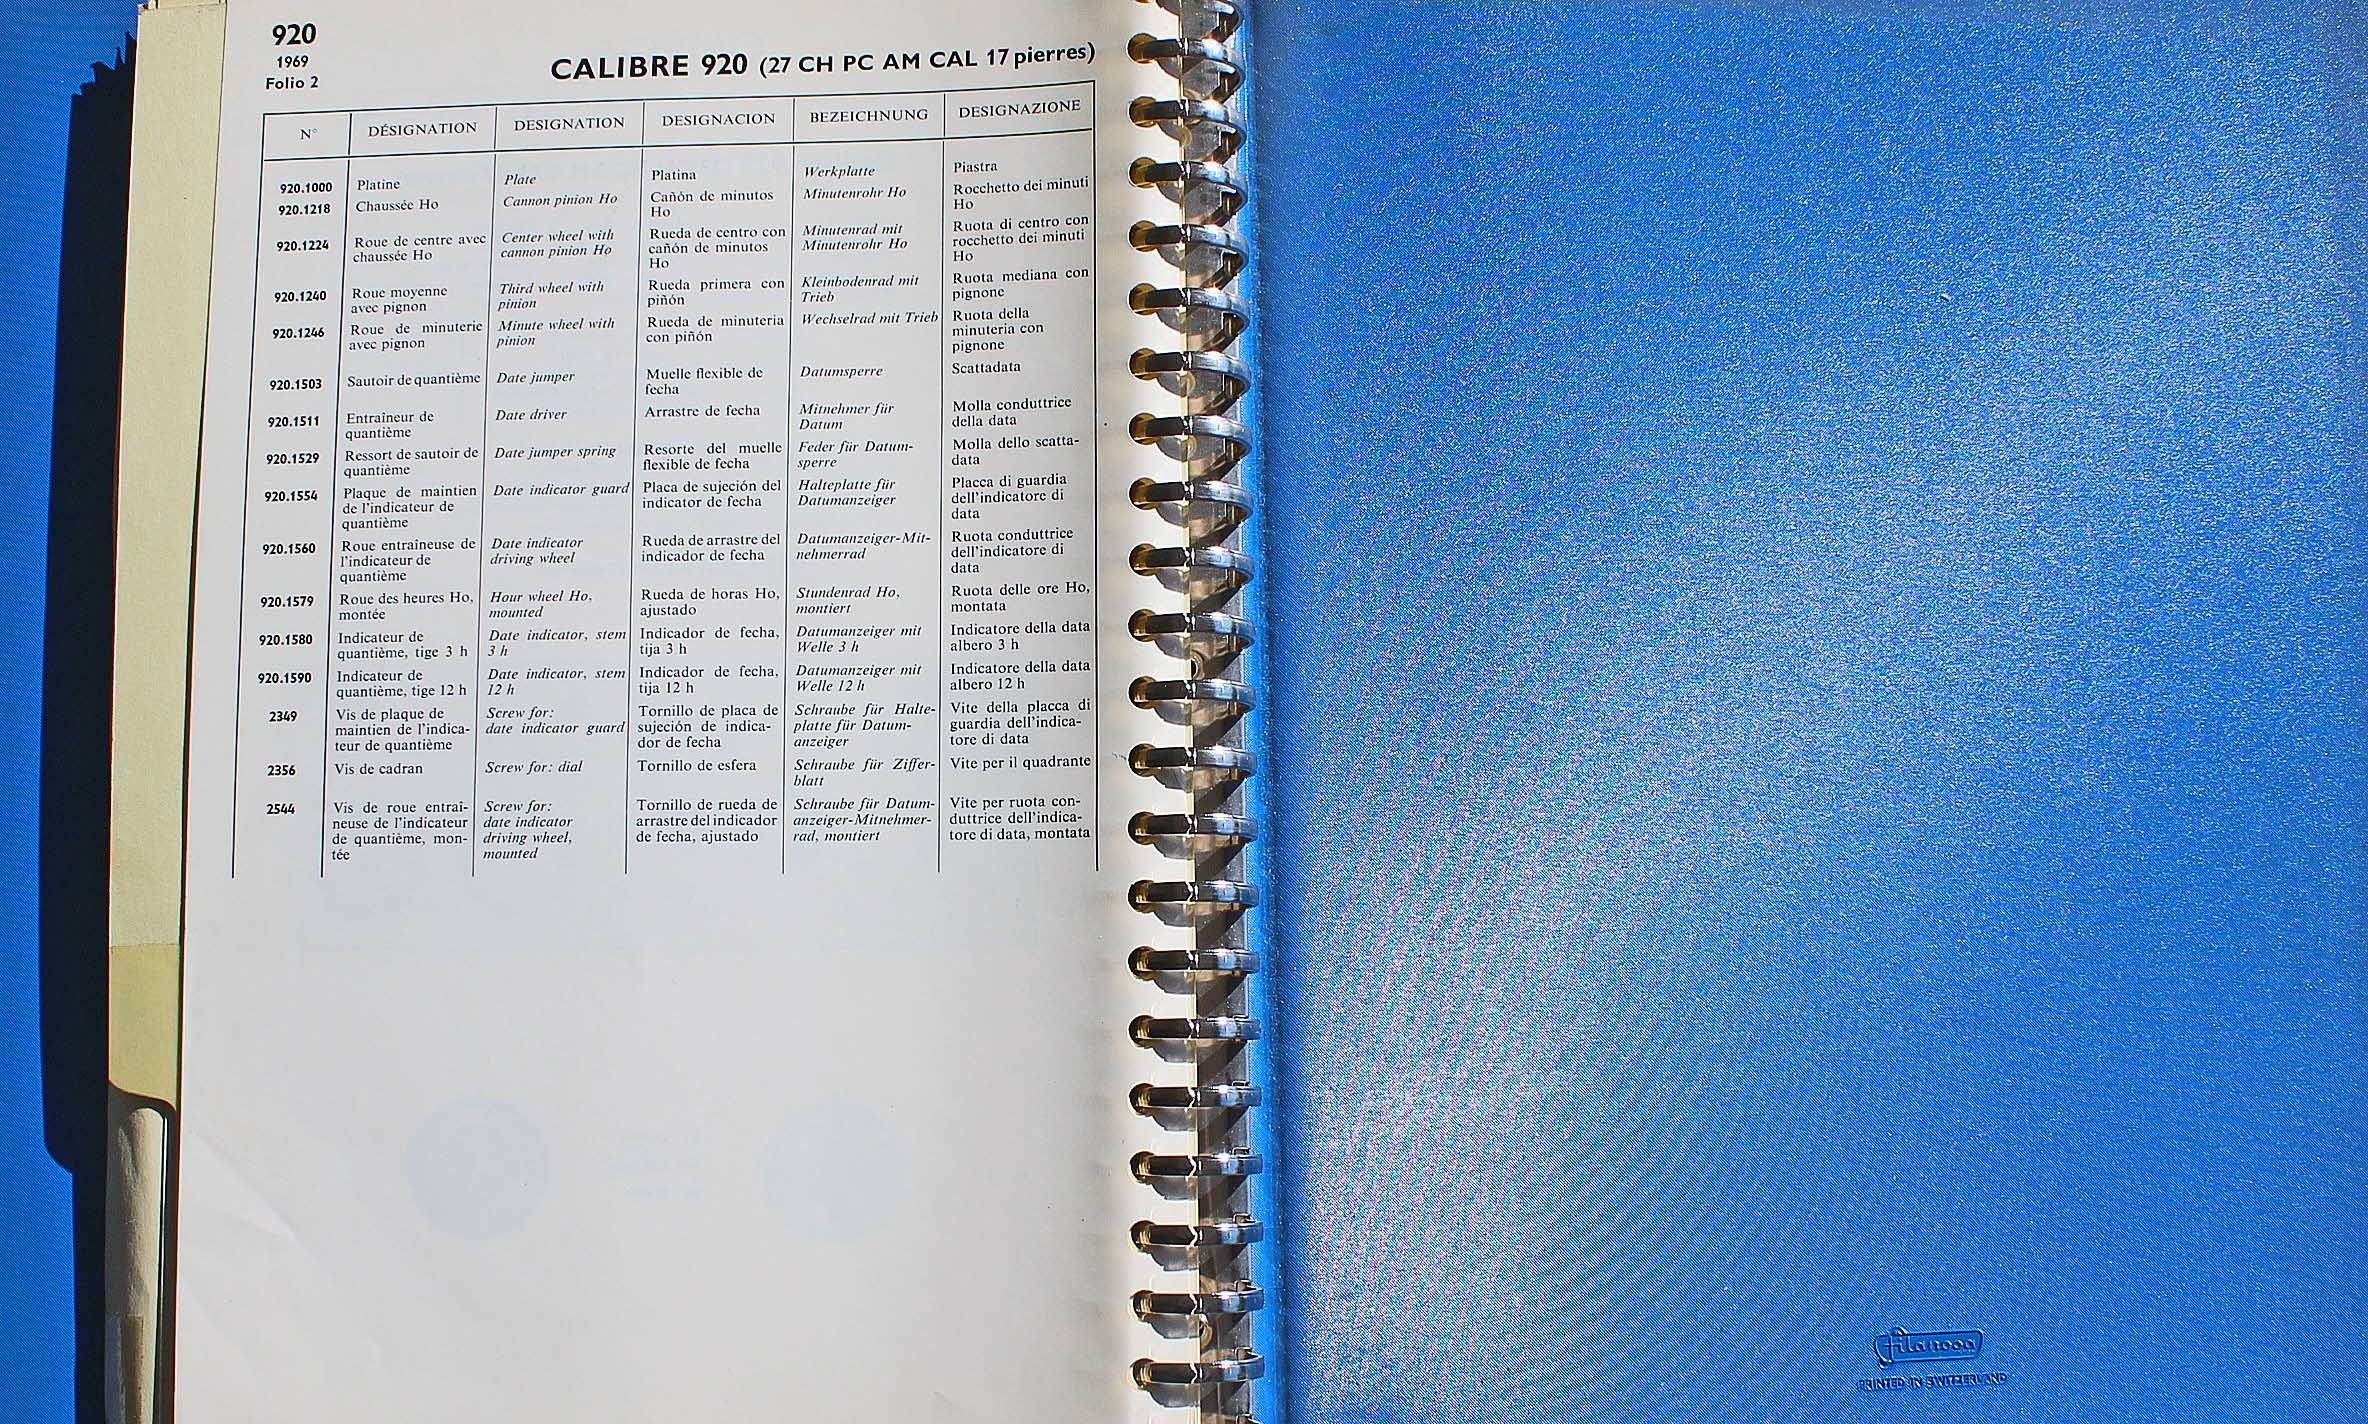 920
1969
Folio 2
CALIBRE 920 (27 CH PC AM CAL 17 pierres)
N° DÉSIGNATION DESIGNATION DESIGNACION BEZEICHNUNG DESIGNAZIONE
920.1000 Platine Plate Platina Werkplatte Piastra
920.1218 Chaussée Ho Cannon pinion Ho Cañón de minutos Minutenrohr Ho Rocchetto dei minuti
Ho Ho
920.1224 Roue de centre avec Center wheel with Rueda de centro con Minutenrad mit Ruota di centro con
chaussée Ho cannon pinion Ho cañón de minutos Minutenrohr Ho rocchetto dei minuti
Ho Ho
920.1240 Roue moyenne Third wheel with Rueda primera con Kleinbodenrad mit Ruota mediana con
avec pignon pinion piñón Trieb pignone
920.1246 Roue de minuterie Minute wheel with Rueda de minuteria Wechselrad mit Trieb Ruota della
avec pignon pinion con piñón minuteria con
pignone
920.1503 Sautoir de quantième Date jumper Muelle flexible de Datumsperre Scattadata
fecha
920.1511 Entraîneur de Date driver Arrastre de fecha Mitnehmer für Molla conduttrice
quantième Datum della data
920.1529 Ressort de sautoir de Date jumper spring Resorte del muelle Feder für Datum- Molla dello scatta-
quantième flexible de fecha sperre data
920.1554 Plaque de maintien Date indicator guard Placa de sujeción del Halteplatte für Placca di guardia
de l'indicateur de indicator de fecha Datumanzeiger dell'indicatore di
quantième data
920.1560 Roue entraîneuse de Date indicator Rueda de arrastre del Datumanzeiger-Mit- Ruota conduttrice
l'indicateur de driving wheel indicador de fecha nehmerrad dell'indicatore di
quantième data
920.1579 Roue des heures Ho, Hour wheel Ho, Rueda de horas Ho, Stundenrad Ho, Ruota delle ore Ho,
montée mounted ajustado montiert montata
920.1580 Indicateur de Date indicator, stem Indicador de fecha, Datumanzeiger mit Indicatore della data
quantième, tige 3 h 3 h tija 3 h Welle 3 h albero 3 h
920.1590 Indicateur de Date indicator, stem Indicador de fecha, Datumanzeiger mit Indicatore della data
quantième, tige 12 h 12 h tija 12 h Welle 12 h albero 12 h
2349 Vis de plaque de Screw for: Tornillo de placa de Schraube für Halte- Vite della placca di
maintien de l'indica- date indicator guard sujeción de indica- platte für Datum- guardia dell'indica-
teur de quantième dor de fecha anzeiger tore di data
2356 Vis de cadran Screw for: dial Tornillo de esfera Schraube für Ziffer- Vite per il quadrante
blatt
2544 Vis de roue entraî- Screw for: Tornillo de rueda de Schraube für Datum- Vite per ruota con-
neuse de l'indicateur date indicator arrastre del indicador anzeiger-Mitnehmer- duttrice dell'indica-
de quantième, mon- driving wheel, de fecha, ajustado rad, montiert tore di data, montata
tée mounted
filanosa
PRINTED IN SWITZERLAND